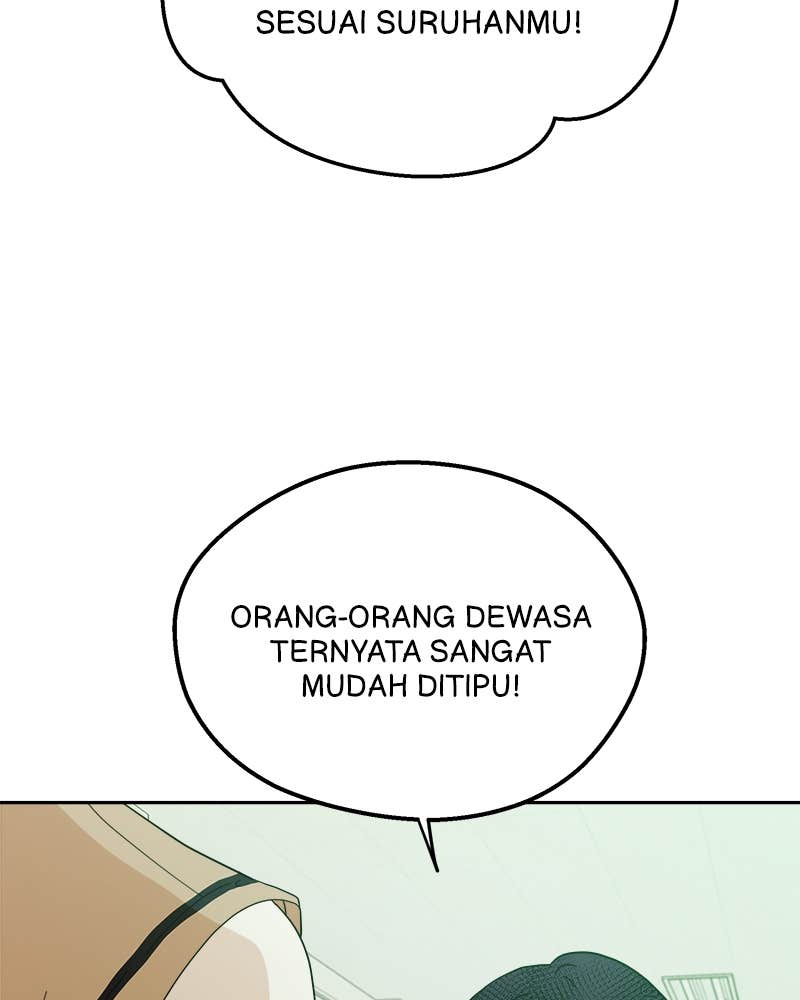 SESUAI SURUHANMU!
ORANG-ORANG DEWASA
TERNYATA SANGAT
MUDAH DITIPU!